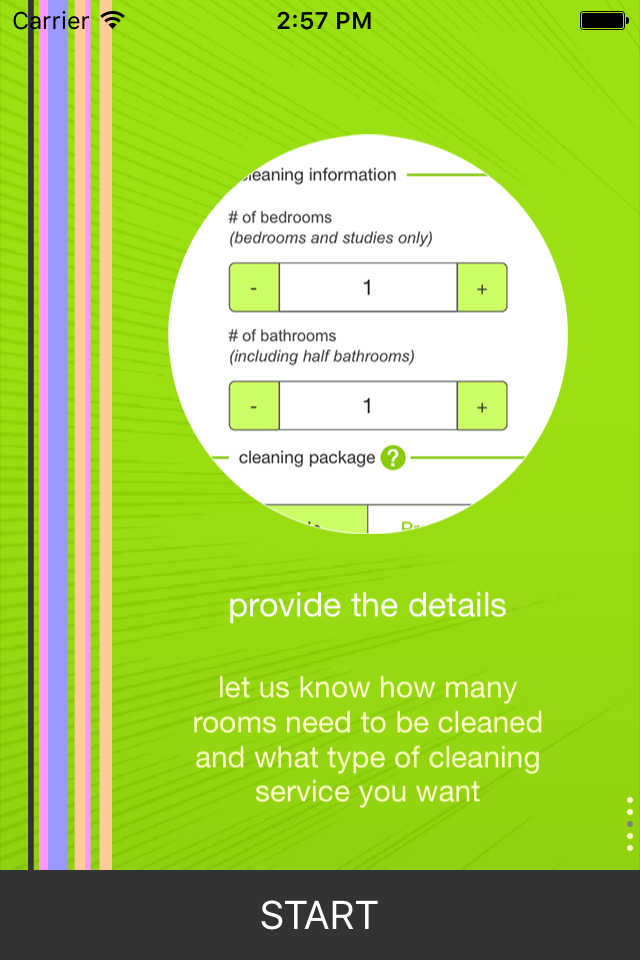 Carrier 2:57 PM
cleaning information
# of bedrooms
(bedrooms and studies only)
- 1 +
# of bathrooms
(including half bathrooms)
- 1 +
cleaning package ?
provide the details
let us know how many
rooms need to be cleaned
and what type of cleaning
service you want
START